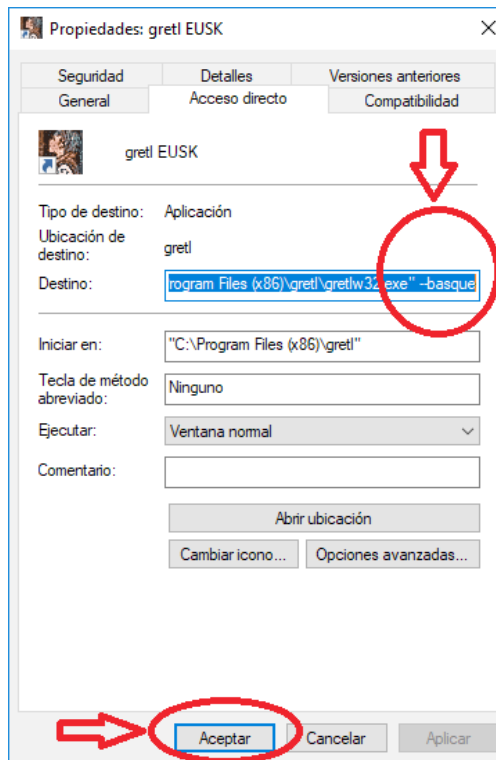 Propiedades: gretl EUSK
Seguridad Detalles Versiones anteriores
General Acceso directo Compatibilidad
gretl EUSK
Tipo de destino: Aplicación
Ubicación de
destino: gretl
Destino: rogram Files (x86)\gretl\gretlw32.exe" --basque
Iniciar en: "C:\Program Files (x86)\gretl"
Tecla de método
abreviado: Ninguno
Ejecutar: Ventana normal
Comentario:
Abrir ubicación
Cambiar icono... Opciones avanzadas...
Aceptar Cancelar Aplicar